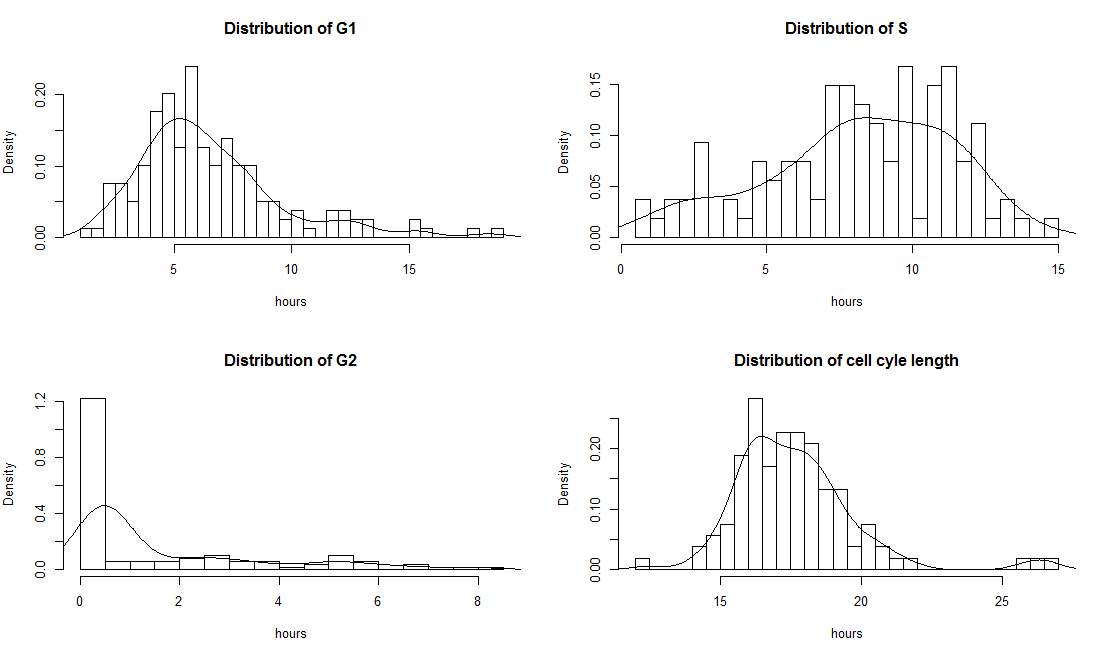 Distribution of G1
Density
0.00 0.10 0.20
5 10 15
hours
Distribution of S
Density
0.00 0.05 0.10 0.15
0 5 10 15
hours
Distribution of G2
Density
0.0 0.4 0.8 1.2
0 2 4 6 8
hours
Distribution of cell cyle length
Density
0.00 0.10 0.20
15 20 25
hours